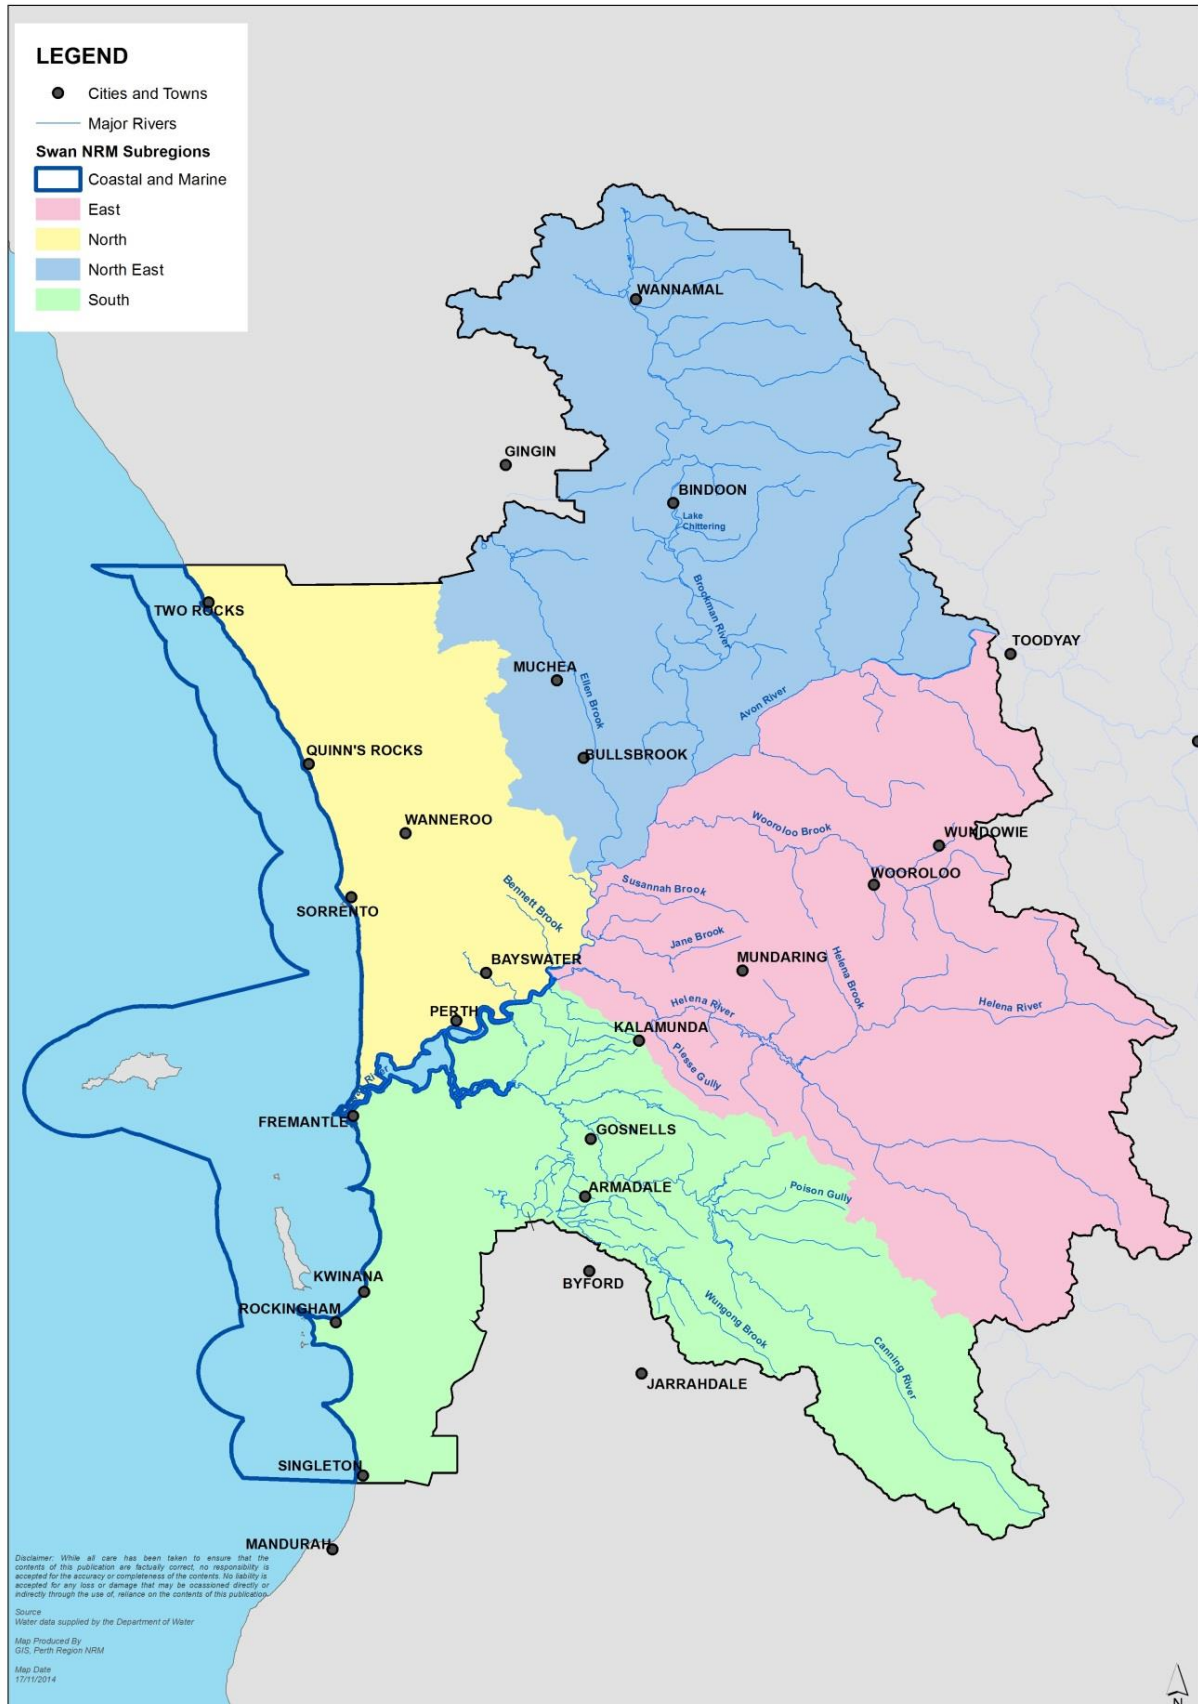 LEGEND
Cities and Towns
Major Rivers
Swan NRM Subregions
Coastal and Marine
East
North
North East
South
WANNAMAL
GINGIN
BINDOON
Lake
Chittering
Brookman River
TWO ROCKS
TOODYAY
MUCHEA
Ellen Brook
Avon River
QUINN'S ROCKS
BULLSBROOK
WANNEROO
Wooroloo Brook
WUNDOWIE
WOOROLOO
Bennett Brook
Susannah Brook
SORRENTO
Jane Brook
BAYSWATER
MUNDARING
Helena Brook
Helena River
Helena River
PERTH
KALAMUNDA
Piesse Gully
River
FREMANTLE
GOSNELLS
ARMADALE
Poison Gully
BYFORD
KWINANA
ROCKINGHAM
Wungong Brook
Canning River
JARRAHDALE
SINGLETON
MANDURAH
Disclaimer: While all care has been taken to ensure that the
contents of this publication are factually correct, no responsibility is
accepted for the accuracy or completeness of the contents. No liability is
accepted for any loss or damage that may be ocassioned directly or
indirectly through the use of, reliance on the contents of this publication
Source
Water data supplied by the Department of Water
Map Produced By
GIS, Perth Region NRM
Map Date
17/11/2014
N